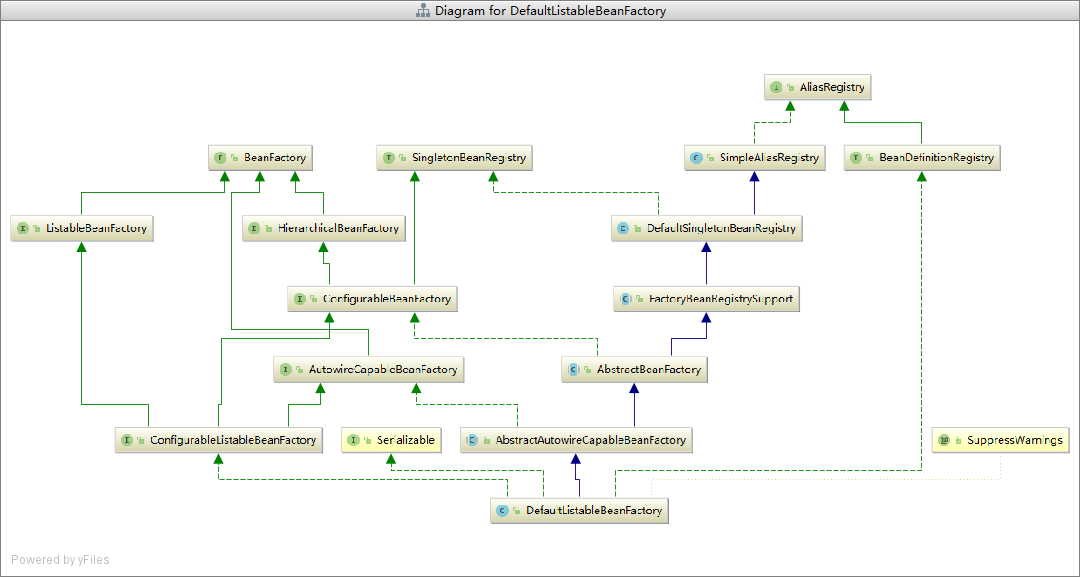 Diagram for DefaultListableBeanFactory
AliasRegistry
BeanFactory
SingletonBeanRegistry
SimpleAliasRegistry
BeanDefinitionRegistry
ListableBeanFactory
HierarchicalBeanFactory
DefaultSingletonBeanRegistry
ConfigurableBeanFactory
FactoryBeanRegistrySupport
AutowireCapableBeanFactory
AbstractBeanFactory
ConfigurableListableBeanFactory
Serializable
AbstractAutowireCapableBeanFactory
SuppressWarnings
DefaultListableBeanFactory
Powered by yFiles